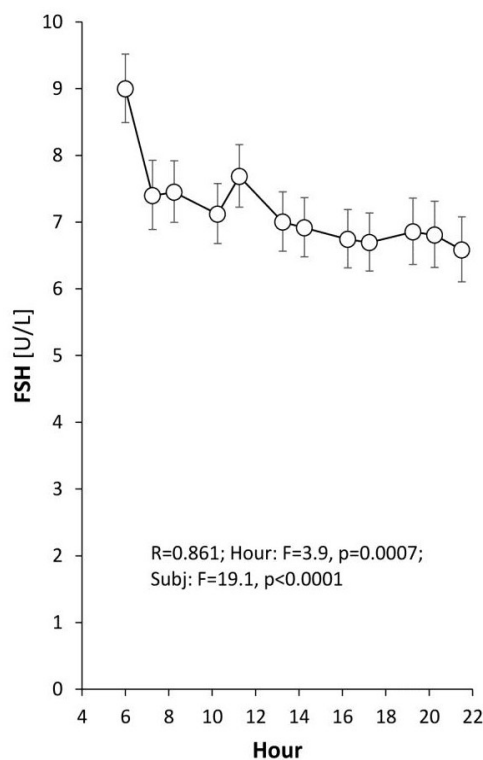 10
9
8
7
6
5
4
3
2
1
0
FSH [U/L]
R=0.861; Hour: F=3.9, p=0.0007;
Subj: F=19.1, p<0.0001
4 6 8 10 12 14 16 18 20 22
Hour